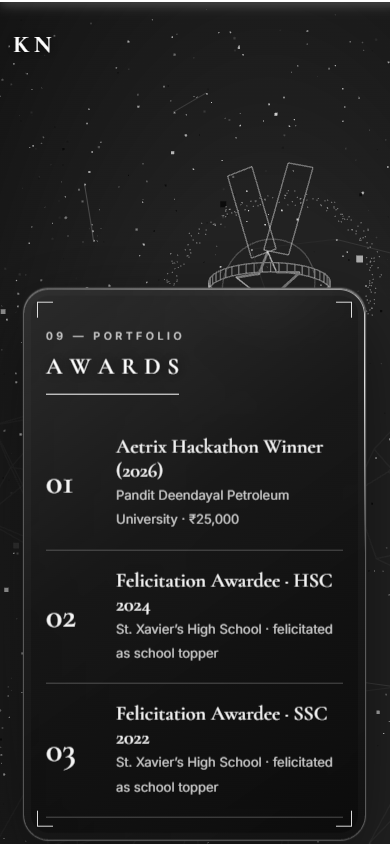 KN
09 — PORTFOLIO
AWARDS
01
Aetrix Hackathon Winner
(2026)
Pandit Deendayal Petroleum
University · ₹25,000
02
Felicitation Awardee · HSC
2024
St. Xavier’s High School · felicitated
as school topper
03
Felicitation Awardee · SSC
2022
St. Xavier’s High School · felicitated
as school topper